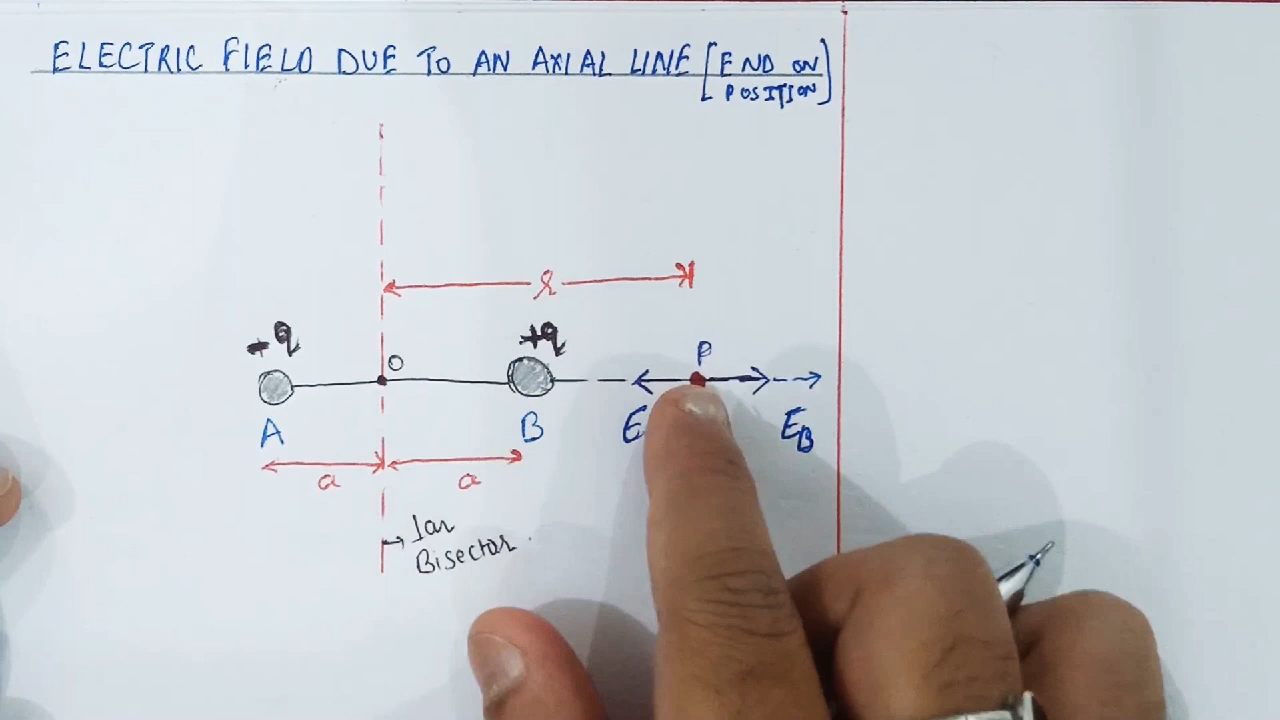 ELECTRIC FIELD DUE TO AN AXIAL LINE [END ON
POSITION]
r
-q
+q
O
P
A
B
E
E_B
a
a
⊥ar
Bisector.